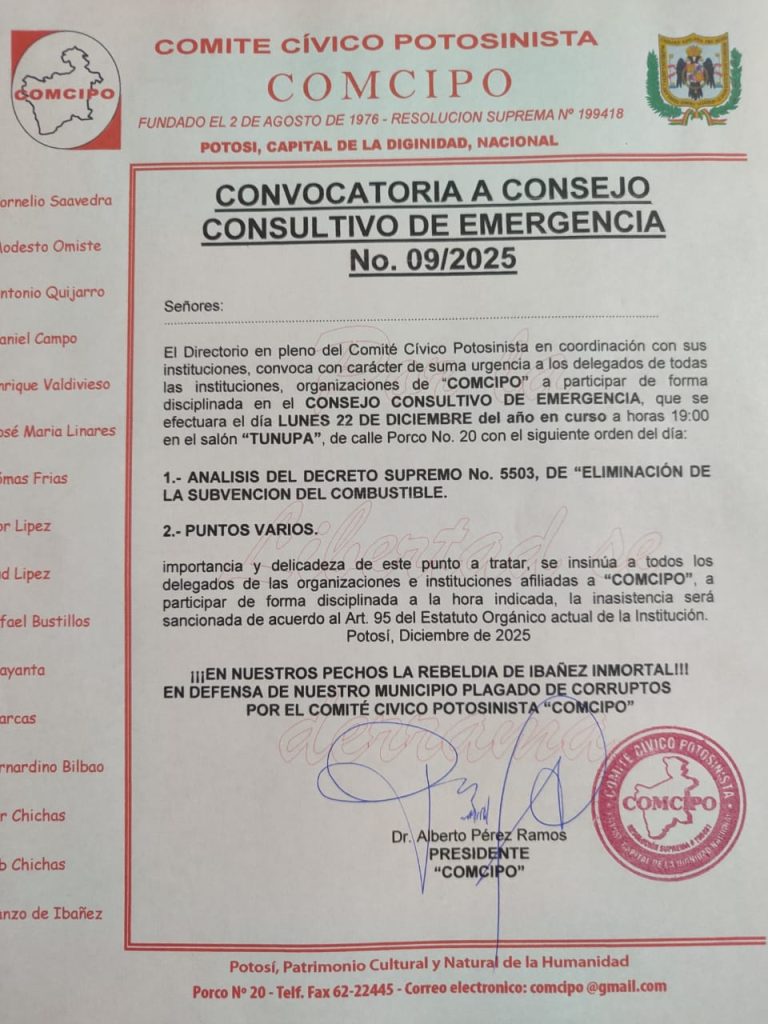 COMITE CÍVICO POTOSINISTA
COMCIPO
COMCIPO
FUNDADO EL 2 DE AGOSTO DE 1976 - RESOLUCION SUPREMA Nº 199418
POTOSI, CAPITAL DE LA DIGINIDAD, NACIONAL
CONVOCATORIA A CONSEJO
CONSULTIVO DE EMERGENCIA
No. 09/2025
ornelio Saavedra
Modesto Omiste
ntonio Quijarro
aniel Campo
nrique Valdivieso
osé Maria Linares
omas Frias
or Lipez
d Lipez
fael Bustillos
ayanta
arcas
ernardino Bilbao
r Chichas
b Chichas
anzo de Ibañez
Señores:
El Directorio en pleno del Comité Cívico Potosinista en coordinación con sus
instituciones, convoca con carácter de suma urgencia a los delegados de todas
las instituciones, organizaciones de “COMCIPO” a participar de forma
disciplinada en el CONSEJO CONSULTIVO DE EMERGENCIA, que se
efectuara el día LUNES 22 DE DICIEMBRE del año en curso a horas 19:00
en el salón “TUNUPA”, de calle Porco No. 20 con el siguiente orden del día:
1.- ANALISIS DEL DECRETO SUPREMO No. 5503, DE “ELIMINACIÓN DE
LA SUBVENCION DEL COMBUSTIBLE.
2.- PUNTOS VARIOS.
Libertad se
importancia y delicadeza de este punto a tratar, se insinúa a todos los
delegados de las organizaciones e instituciones afiliadas a “COMCIPO”, a
participar de forma disciplinada a la hora indicada, la inasistencia será
sancionada de acuerdo al Art. 95 del Estatuto Orgánico actual de la Institución.
Potosí, Diciembre de 2025
¡¡¡EN NUESTROS PECHOS LA REBELDIA DE IBAÑEZ INMORTAL!!!
EN DEFENSA DE NUESTRO MUNICIPIO PLAGADO DE CORRUPTOS
POR EL COMITÉ CIVICO POTOSINISTA “COMCIPO”
derrama
COMITE CIVICO POTOSINISTA
COMCIPO
Dr. Alberto Pérez Ramos
PRESIDENTE
“COMCIPO”
Potosí, Patrimonio Cultural y Natural de la Humanidad
Porco Nº 20 - Telf. Fax 62-22445 - Correo electronico: comcipo @gmail.com